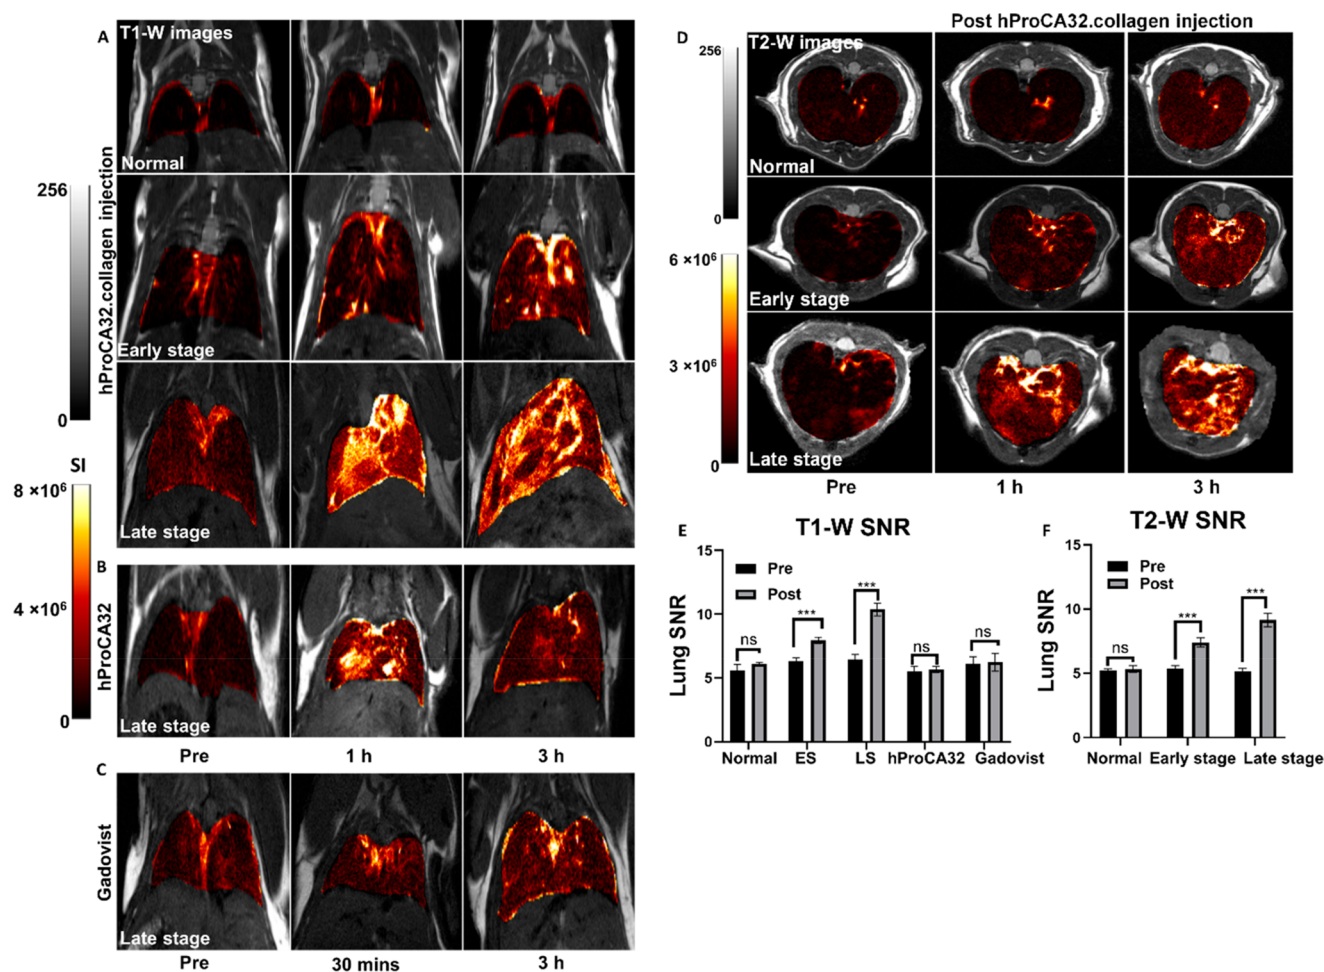 A
T1-W images
Normal
hProCA32.collagen injection
256
0
Early stage
SI
8 ×10⁶
4 ×10⁶
0
Late stage
B
hProCA32
Late stage
Pre
1 h
3 h
C
Gadovist
Late stage
Pre
30 mins
3 h
Post hProCA32.collagen injection
D
256
0
T2-W images
Normal
6 ×10⁶
3 ×10⁶
0
Early stage
Late stage
Pre
1 h
3 h
E
T1-W SNR
15
10
5
0
Lung SNR
Pre
Post
ns
***
***
ns
ns
Normal ES LS hProCA32 Gadovist
F
T2-W SNR
15
10
5
0
Lung SNR
Pre
Post
ns
***
***
Normal Early stage Late stage